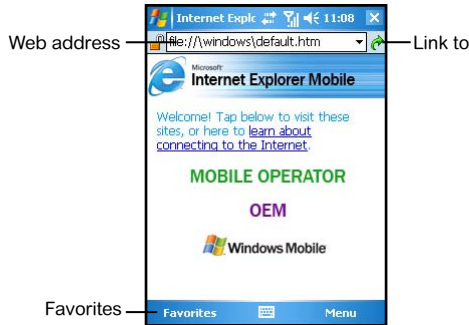 Internet Explc 11:08
Web address
file://\windows\default.htm
Link to
Microsoft
Internet Explorer Mobile
Welcome! Tap below to visit these
sites, or here to learn about
connecting to the Internet.
MOBILE OPERATOR
OEM
Windows Mobile
Favorites
Favorites Menu